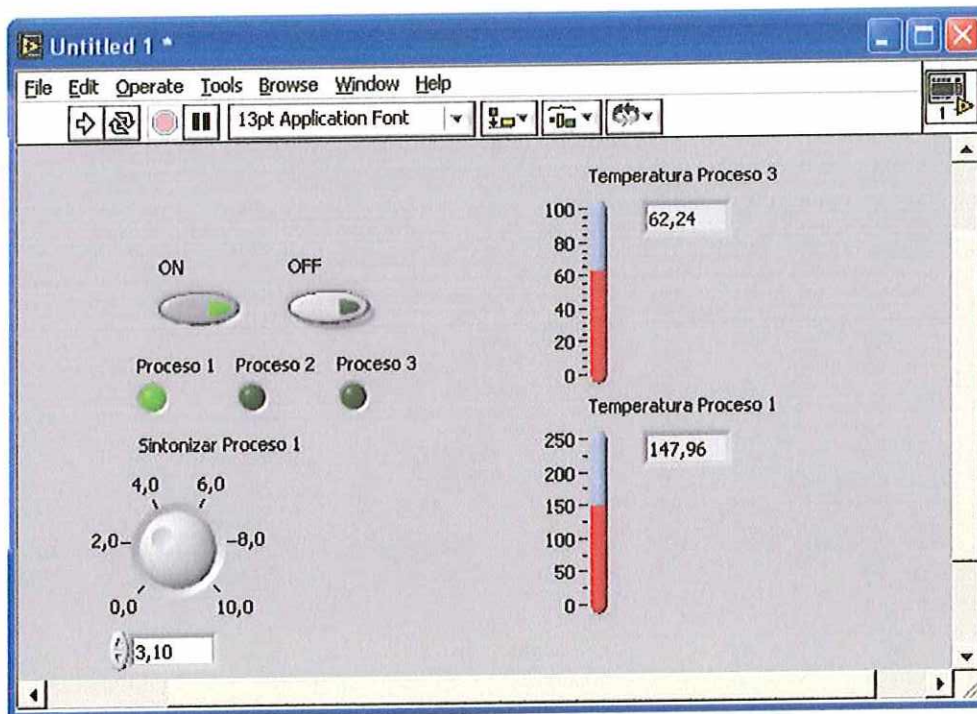 Untitled 1 *
File Edit Operate Tools Browse Window Help
13pt Application Font
1
Temperatura Proceso 3
100
80
60
40
20
0
62,24
ON OFF
Proceso 1 Proceso 2 Proceso 3
Sintonizar Proceso 1
4,0 6,0
2,0 8,0
0,0 10,0
3,10
Temperatura Proceso 1
250
200
150
100
50
0
147,96